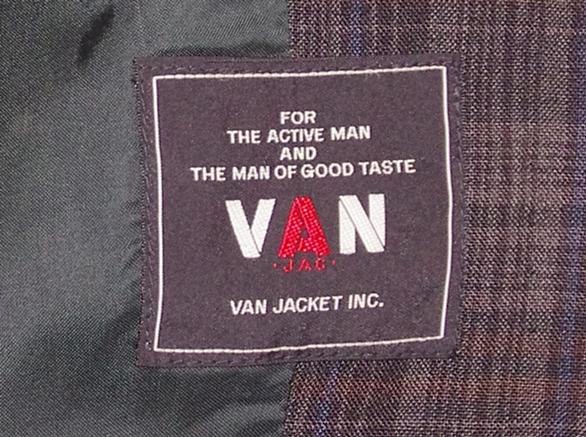 FOR
THE ACTIVE MAN
AND
THE MAN OF GOOD TASTE
VAN
·JAC·
VAN JACKET INC.